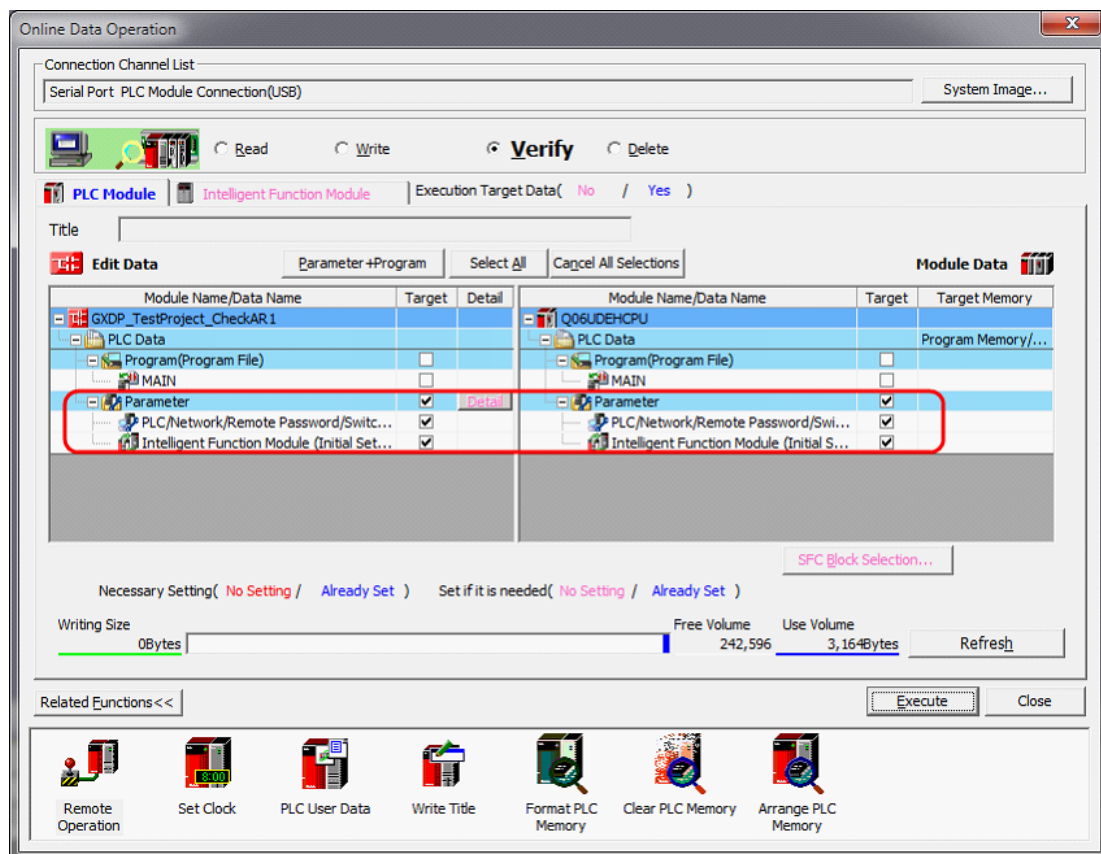 Online Data Operation
Connection Channel List
Serial Port PLC Module Connection(USB)
System Image...
Read Write Verify Delete
PLC Module Intelligent Function Module Execution Target Data( No / Yes )
Title
Edit Data Parameter+Program Select All Cancel All Selections Module Data
Module Name/Data Name Target Detail Module Name/Data Name Target Target Memory
GXDP_TestProject_CheckAR1 Q06UDEHCPU
PLC Data PLC Data Program Memory/...
Program(Program File) Program(Program File)
MAIN MAIN
Parameter Detail Parameter
PLC/Network/Remote Password/Switc... PLC/Network/Remote Password/Swi...
Intelligent Function Module (Initial Set... Intelligent Function Module (Initial S...
SFC Block Selection...
Necessary Setting( No Setting / Already Set ) Set if it is needed( No Setting / Already Set )
Writing Size Free Volume Use Volume
0Bytes 242,596 3,164Bytes Refresh
Related Functions<< Execute Close
8:00
Remote Operation Set Clock PLC User Data Write Title Format PLC Memory Clear PLC Memory Arrange PLC Memory